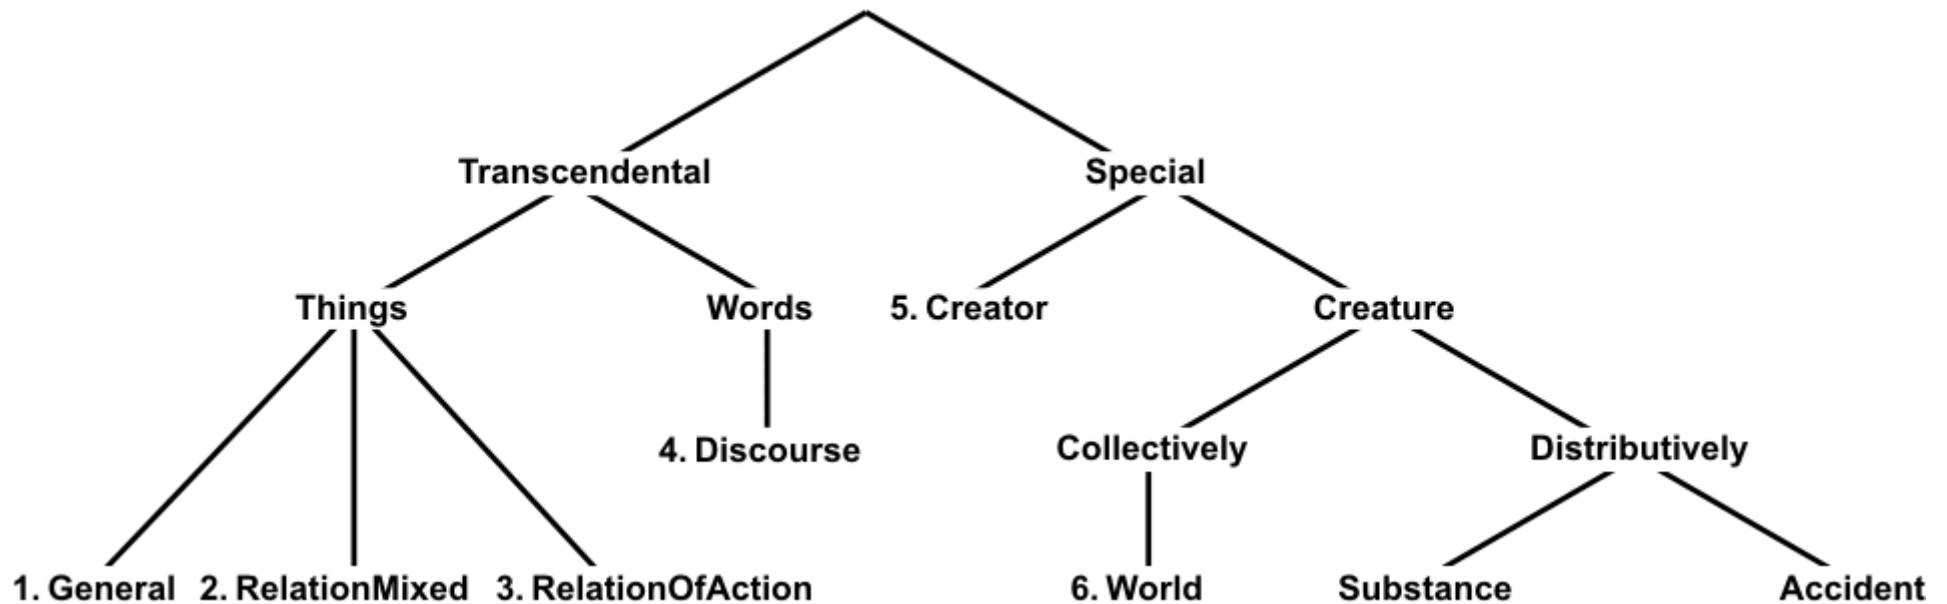 Transcendental Special
Things Words 5. Creator Creature
4. Discourse Collectively Distributively
1. General 2. RelationMixed 3. RelationOfAction 6. World Substance Accident